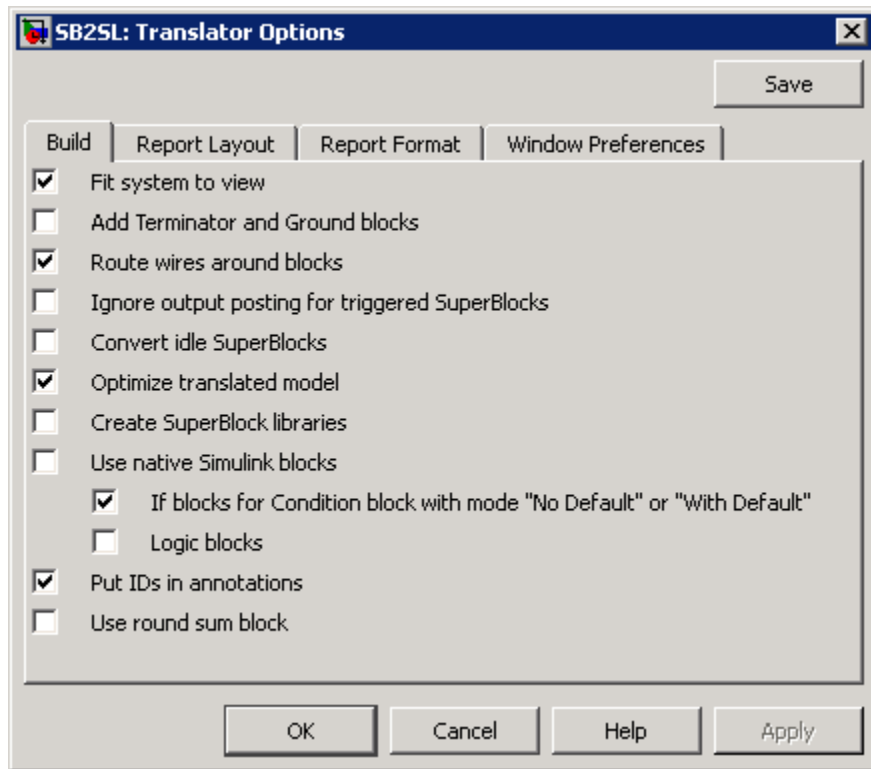 SB2SL: Translator Options
Save
Build Report Layout Report Format Window Preferences
Fit system to view
Add Terminator and Ground blocks
Route wires around blocks
Ignore output posting for triggered SuperBlocks
Convert idle SuperBlocks
Optimize translated model
Create SuperBlock libraries
Use native Simulink blocks
If blocks for Condition block with mode "No Default" or "With Default"
Logic blocks
Put IDs in annotations
Use round sum block
OK Cancel Help Apply